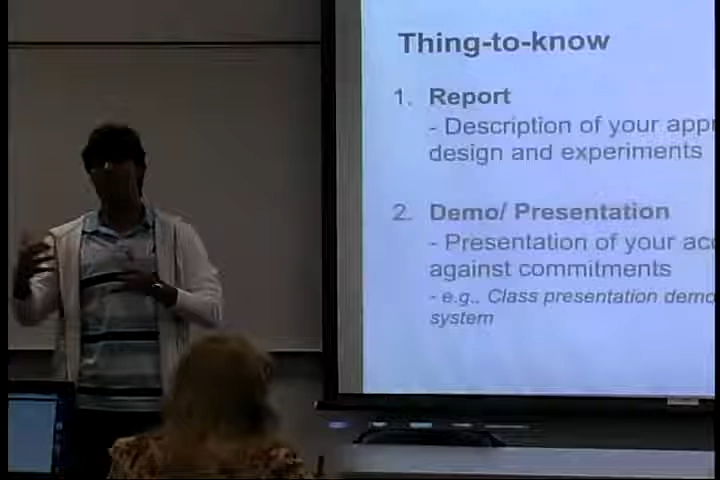 Thing-to-know
1. Report
- Description of your
design and experiments
2. Demo/ Presentation
- Presentation of your
against commitments
- e.g., Class presentation demo
system